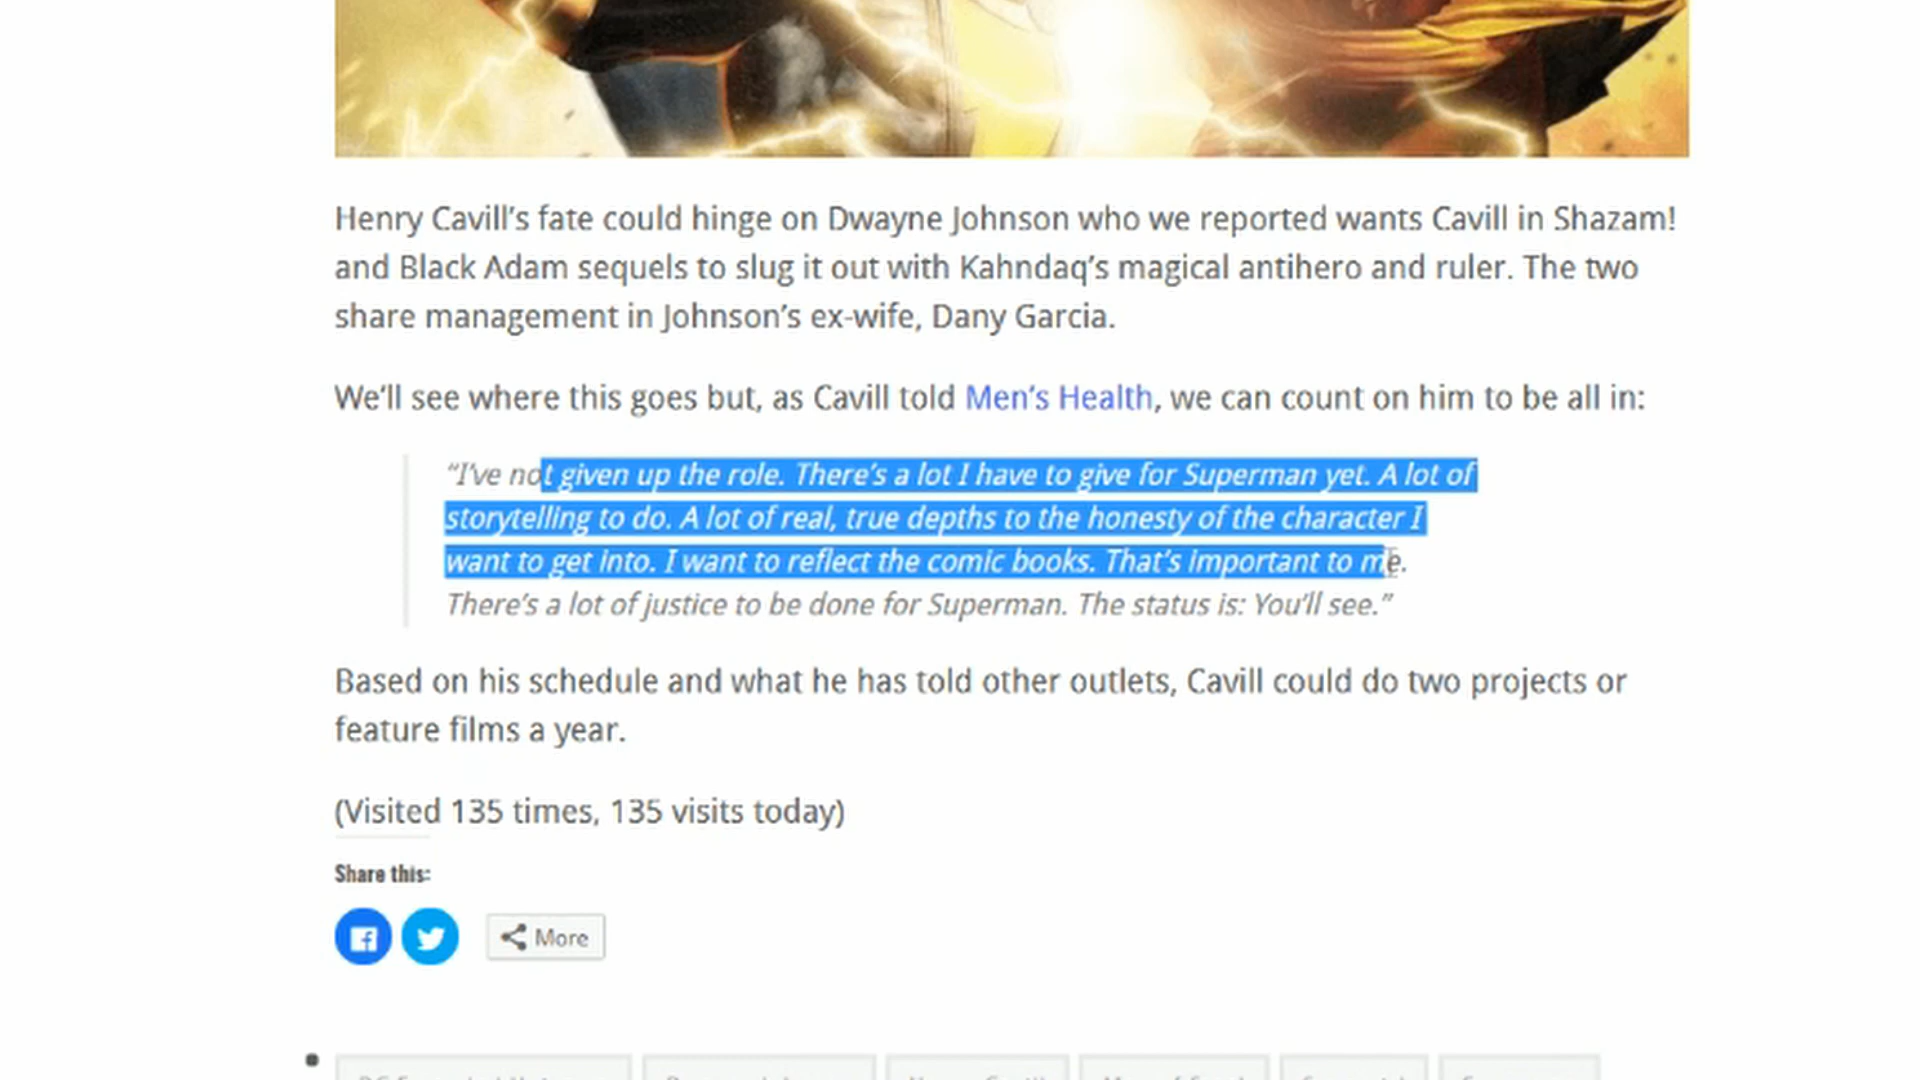 Henry Cavill’s fate could hinge on Dwayne Johnson who we reported wants Cavill in Shazam!
and Black Adam sequels to slug it out with Kahndaq’s magical antihero and ruler. The two
share management in Johnson’s ex-wife, Dany Garcia.
We’ll see where this goes but, as Cavill told Men’s Health, we can count on him to be all in:
“I’ve not given up the role. There’s a lot I have to give for Superman yet. A lot of
storytelling to do. A lot of real, true depths to the honesty of the character I
want to get into. I want to reflect the comic books. That’s important to me.
There’s a lot of justice to be done for Superman. The status is: You’ll see.”
Based on his schedule and what he has told other outlets, Cavill could do two projects or
feature films a year.
(Visited 135 times, 135 visits today)
Share this:
More